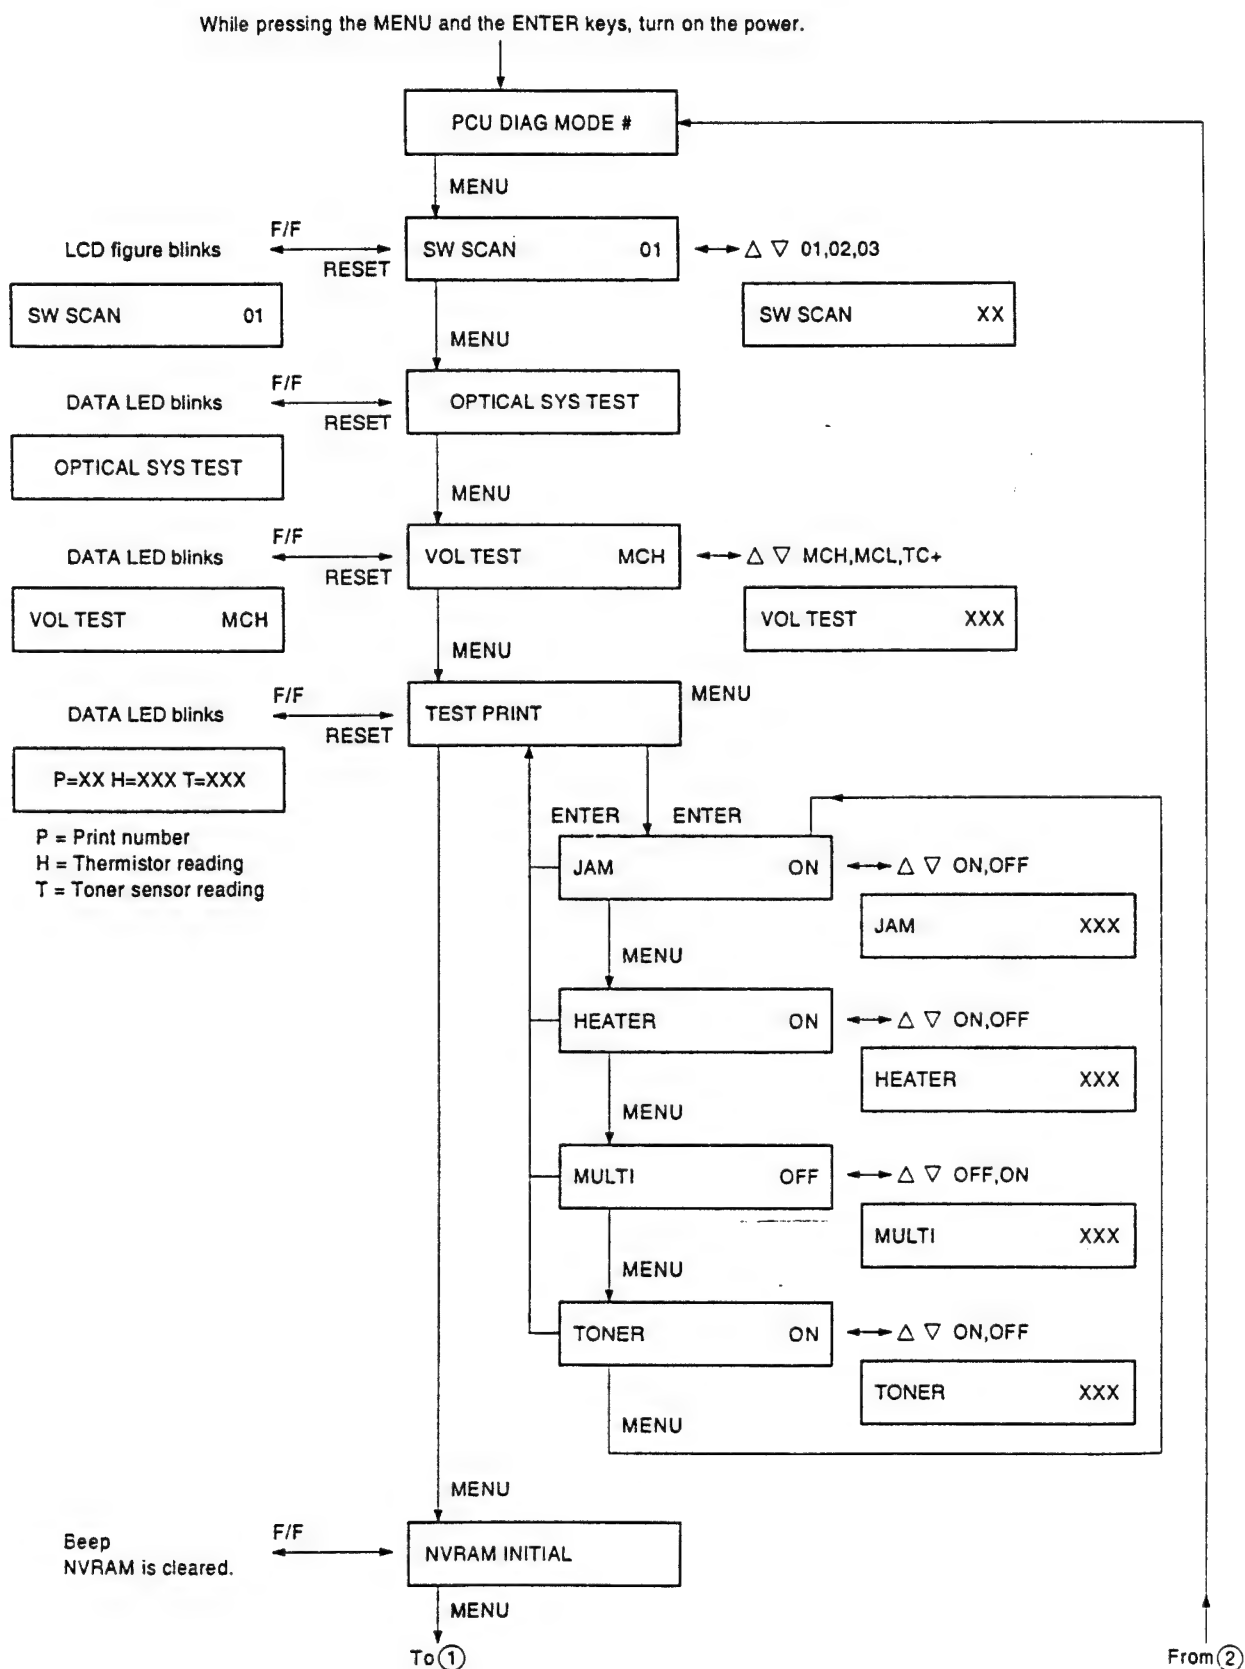 While pressing the MENU and the ENTER keys, turn on the power.
PCU DIAG MODE #
MENU
LCD figure blinks
F/F
RESET
SW SCAN 01
△ ▽ 01,02,03
SW SCAN 01
SW SCAN XX
MENU
DATA LED blinks
F/F
RESET
OPTICAL SYS TEST
OPTICAL SYS TEST
MENU
DATA LED blinks
F/F
RESET
VOL TEST MCH
△ ▽ MCH,MCL,TC+
VOL TEST MCH
VOL TEST XXX
MENU
DATA LED blinks
F/F
RESET
TEST PRINT
MENU
P=XX H=XXX T=XXX
P = Print number
H = Thermistor reading
T = Toner sensor reading
ENTER ENTER
JAM ON
△ ▽ ON,OFF
JAM XXX
MENU
HEATER ON
△ ▽ ON,OFF
HEATER XXX
MENU
MULTI OFF
△ ▽ OFF,ON
MULTI XXX
MENU
TONER ON
△ ▽ ON,OFF
TONER XXX
MENU
MENU
Beep
NVRAM is cleared.
F/F
NVRAM INITIAL
MENU
To ①
From ②